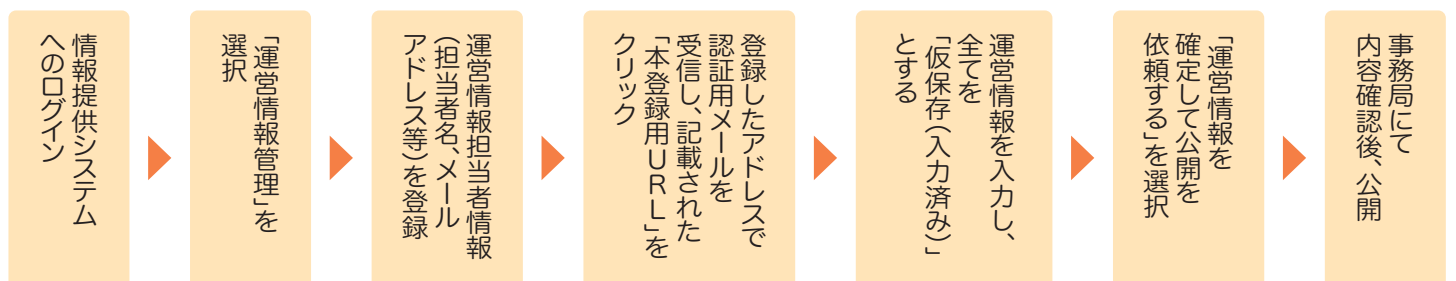 情報提供システム
へのログイン
「運営情報管理」を
選択
運営情報担当者情報
(担当者名、メール
アドレス等)を登録
登録したアドレスで
認証用メールを
受信し、記載された
「本登録用URL」を
クリック
運営情報を入力し、
全てを
「仮保存(入力済み)」
とする
「運営情報を
確定して公開を
依頼する」を選択
事務局にて
内容確認後、公開